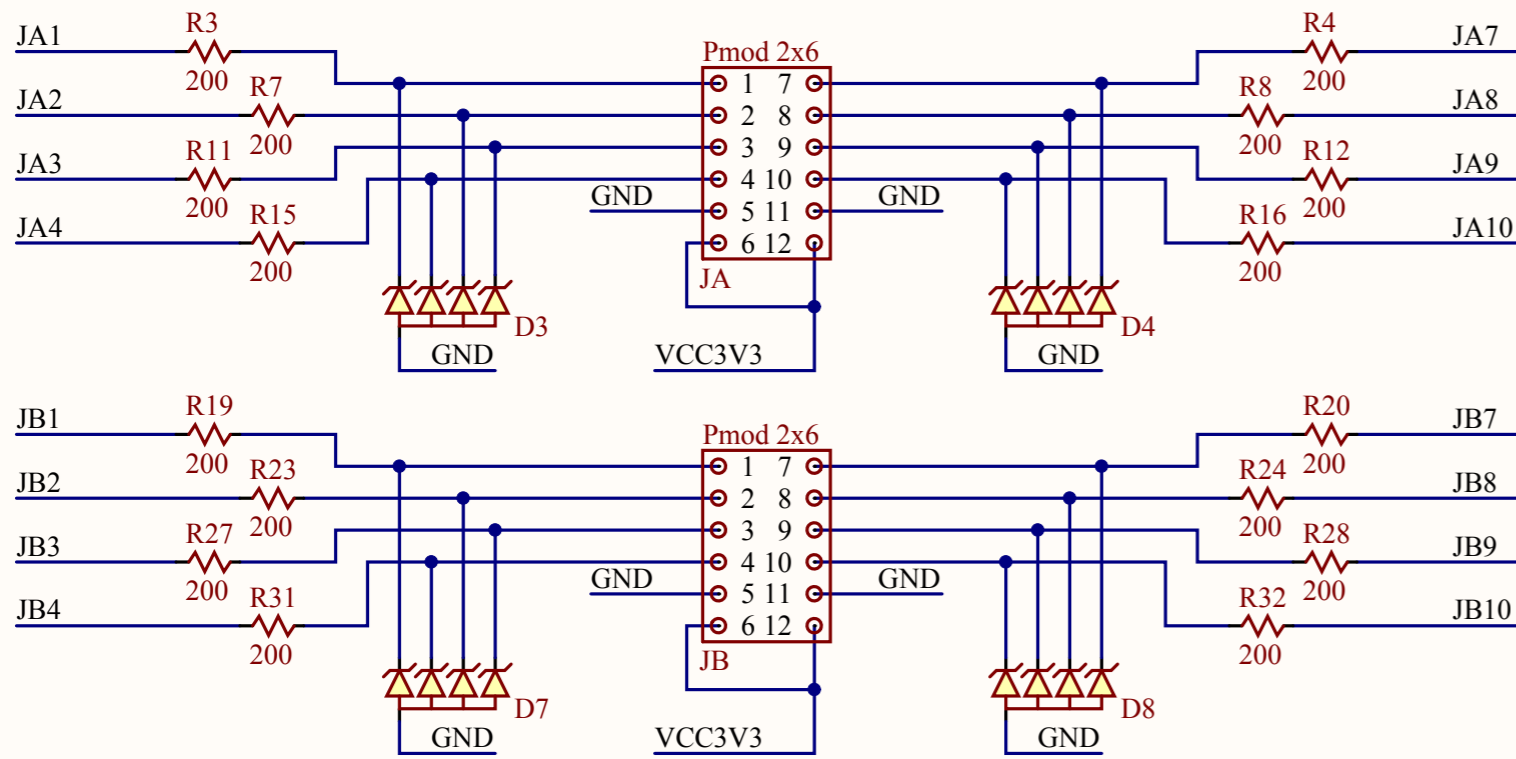 JA1 R3 Pmod 2x6 R4 JA7
200 1 7 200
JA2 R7 2 8 R8 JA8
200 3 9 200
JA3 R11 4 10 R12 JA9
200 GND 5 11 GND 200
JA4 R15 6 12 R16 JA10
200 JA 200
D3 D4
GND VCC3V3 GND
JB1 R19 Pmod 2x6 R20 JB7
200 1 7 200
JB2 R23 2 8 R24 JB8
200 3 9 200
JB3 R27 4 10 R28 JB9
200 GND 5 11 GND 200
JB4 R31 6 12 R32 JB10
200 JB 200
D7 D8
GND VCC3V3 GND